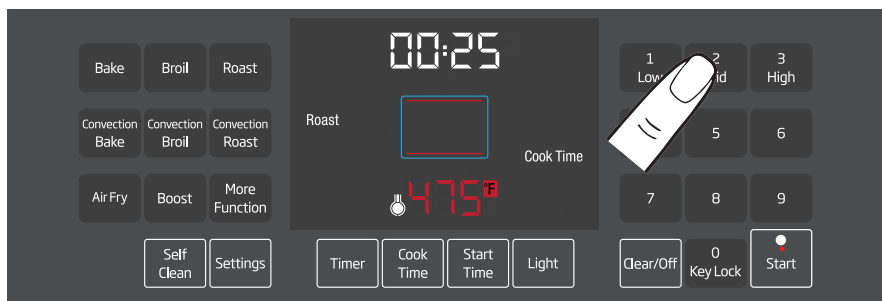 Bake
Broil
Roast
Convection
Bake
Convection
Broil
Convection
Roast
Air Fry
Boost
More
Function
Self
Clean
Settings
00:25
Roast
Cook Time
475°F
Timer
Cook
Time
Start
Time
Light
1
Low
2
3
High
5
6
7
8
9
Clear/Off
0
Key Lock
Start